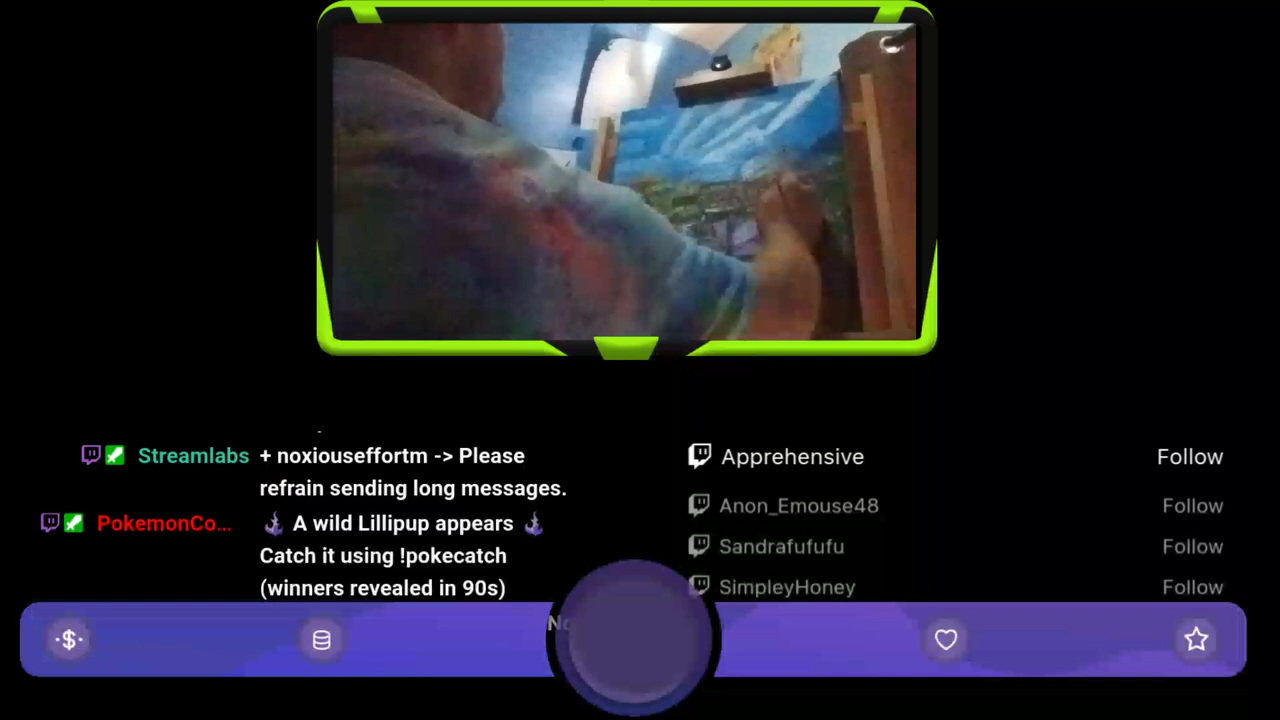 Streamlabs + noxiouseffortm -> Please
refrain sending long messages.
PokemonCo... A wild Lillipup appears
Catch it using !pokecatch
(winners revealed in 90s)
Apprehensive Follow
Anon_Emouse48 Follow
Sandrafufufu Follow
SimpleyHoney Follow